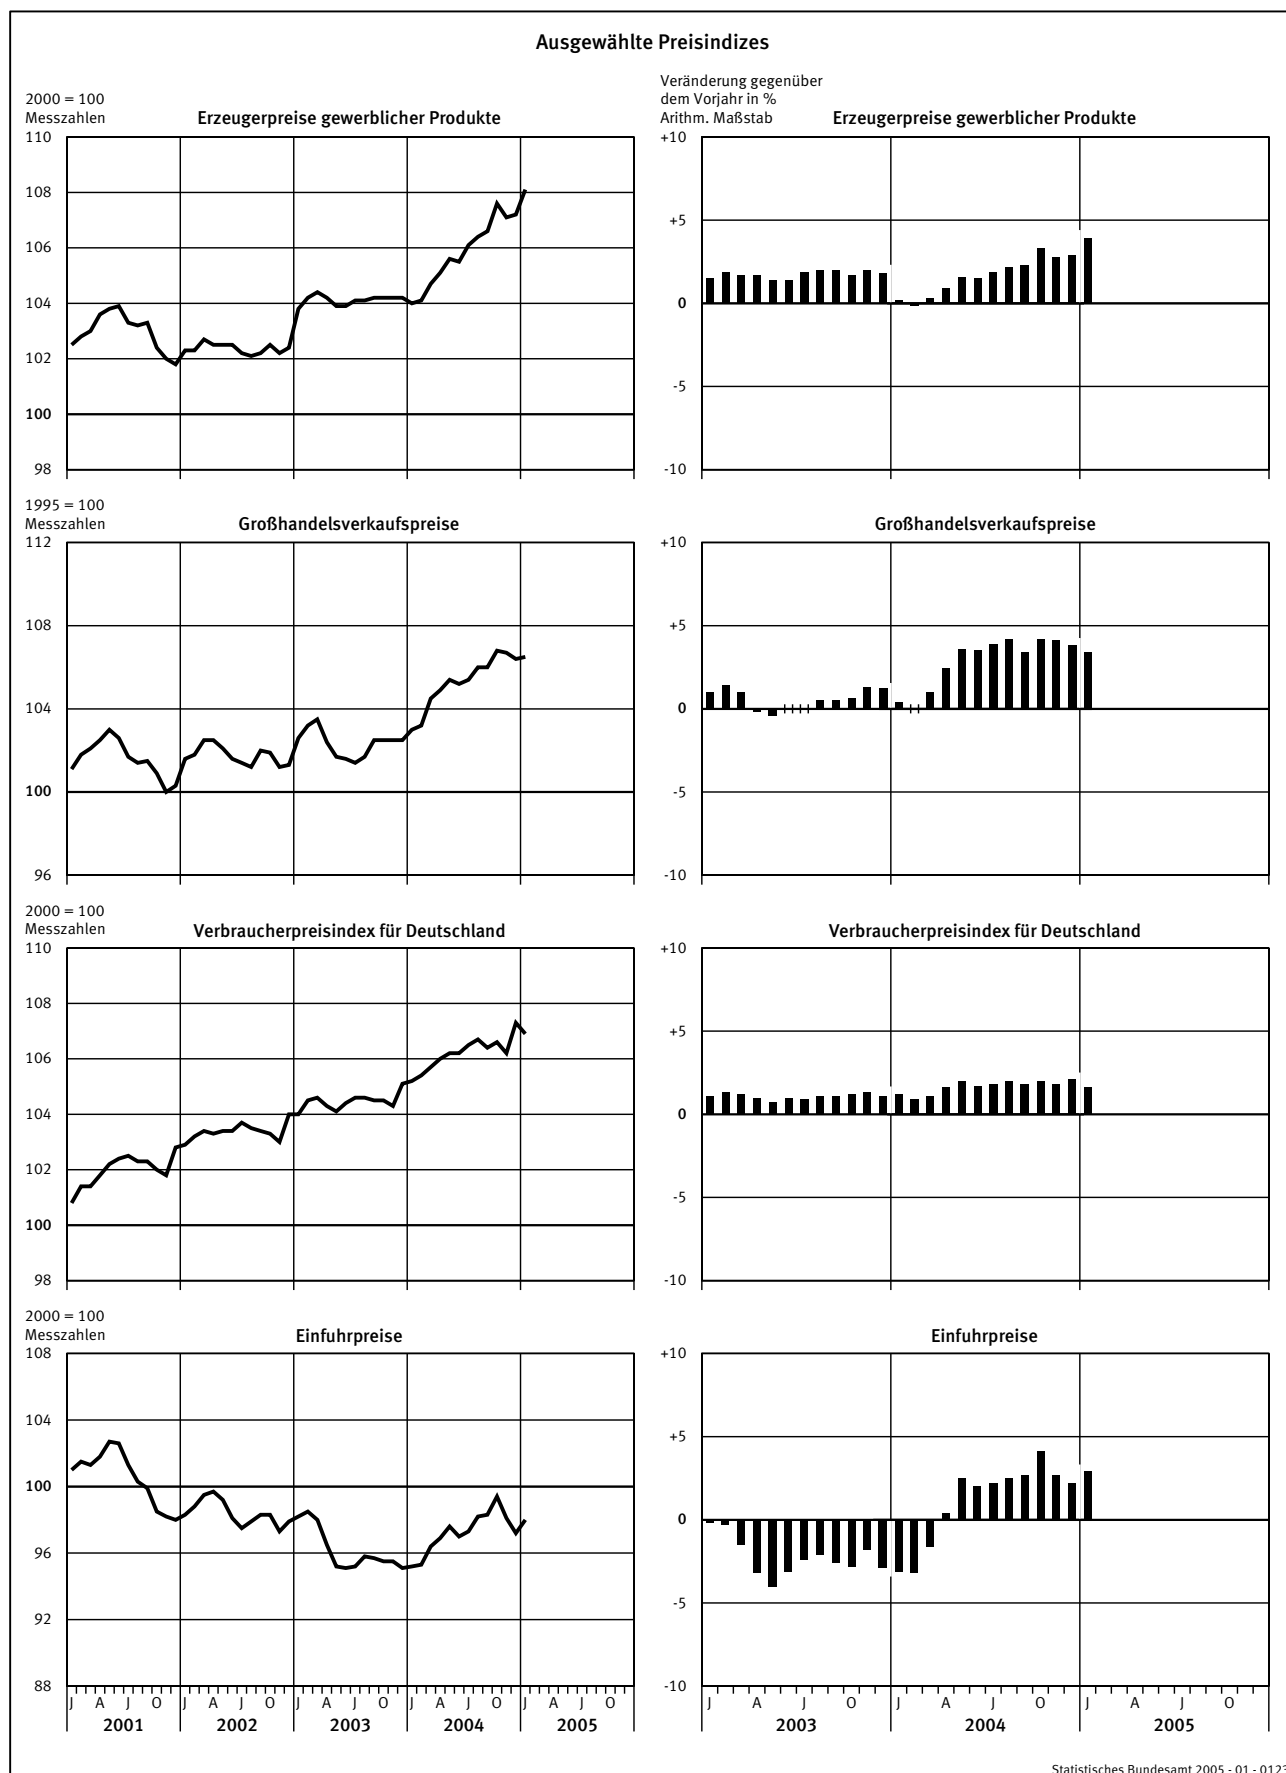 Ausgewählte Preisindizes
2000 = 100
Messzahlen
Erzeugerpreise gewerblicher Produkte
110
108
106
104
102
100
98
Veränderung gegenüber
dem Vorjahr in %
Arithm. Maßstab
Erzeugerpreise gewerblicher Produkte
+10
+5
0
-5
-10
1995 = 100
Messzahlen
Großhandelsverkaufspreise
112
108
104
100
96
Großhandelsverkaufspreise
+10
+5
0
-5
-10
2000 = 100
Messzahlen
Verbraucherpreisindex für Deutschland
110
108
106
104
102
100
98
Verbraucherpreisindex für Deutschland
+10
+5
0
-5
-10
2000 = 100
Messzahlen
Einfuhrpreise
108
104
100
96
92
88
J A J O J A J O J A J O J A J O J A J O
2001 2002 2003 2004 2005
Einfuhrpreise
+10
+5
0
-5
-10
J A J O J A J O J A J O
2003 2004 2005
Statistisches Bundesamt 2005 - 01 - 0123